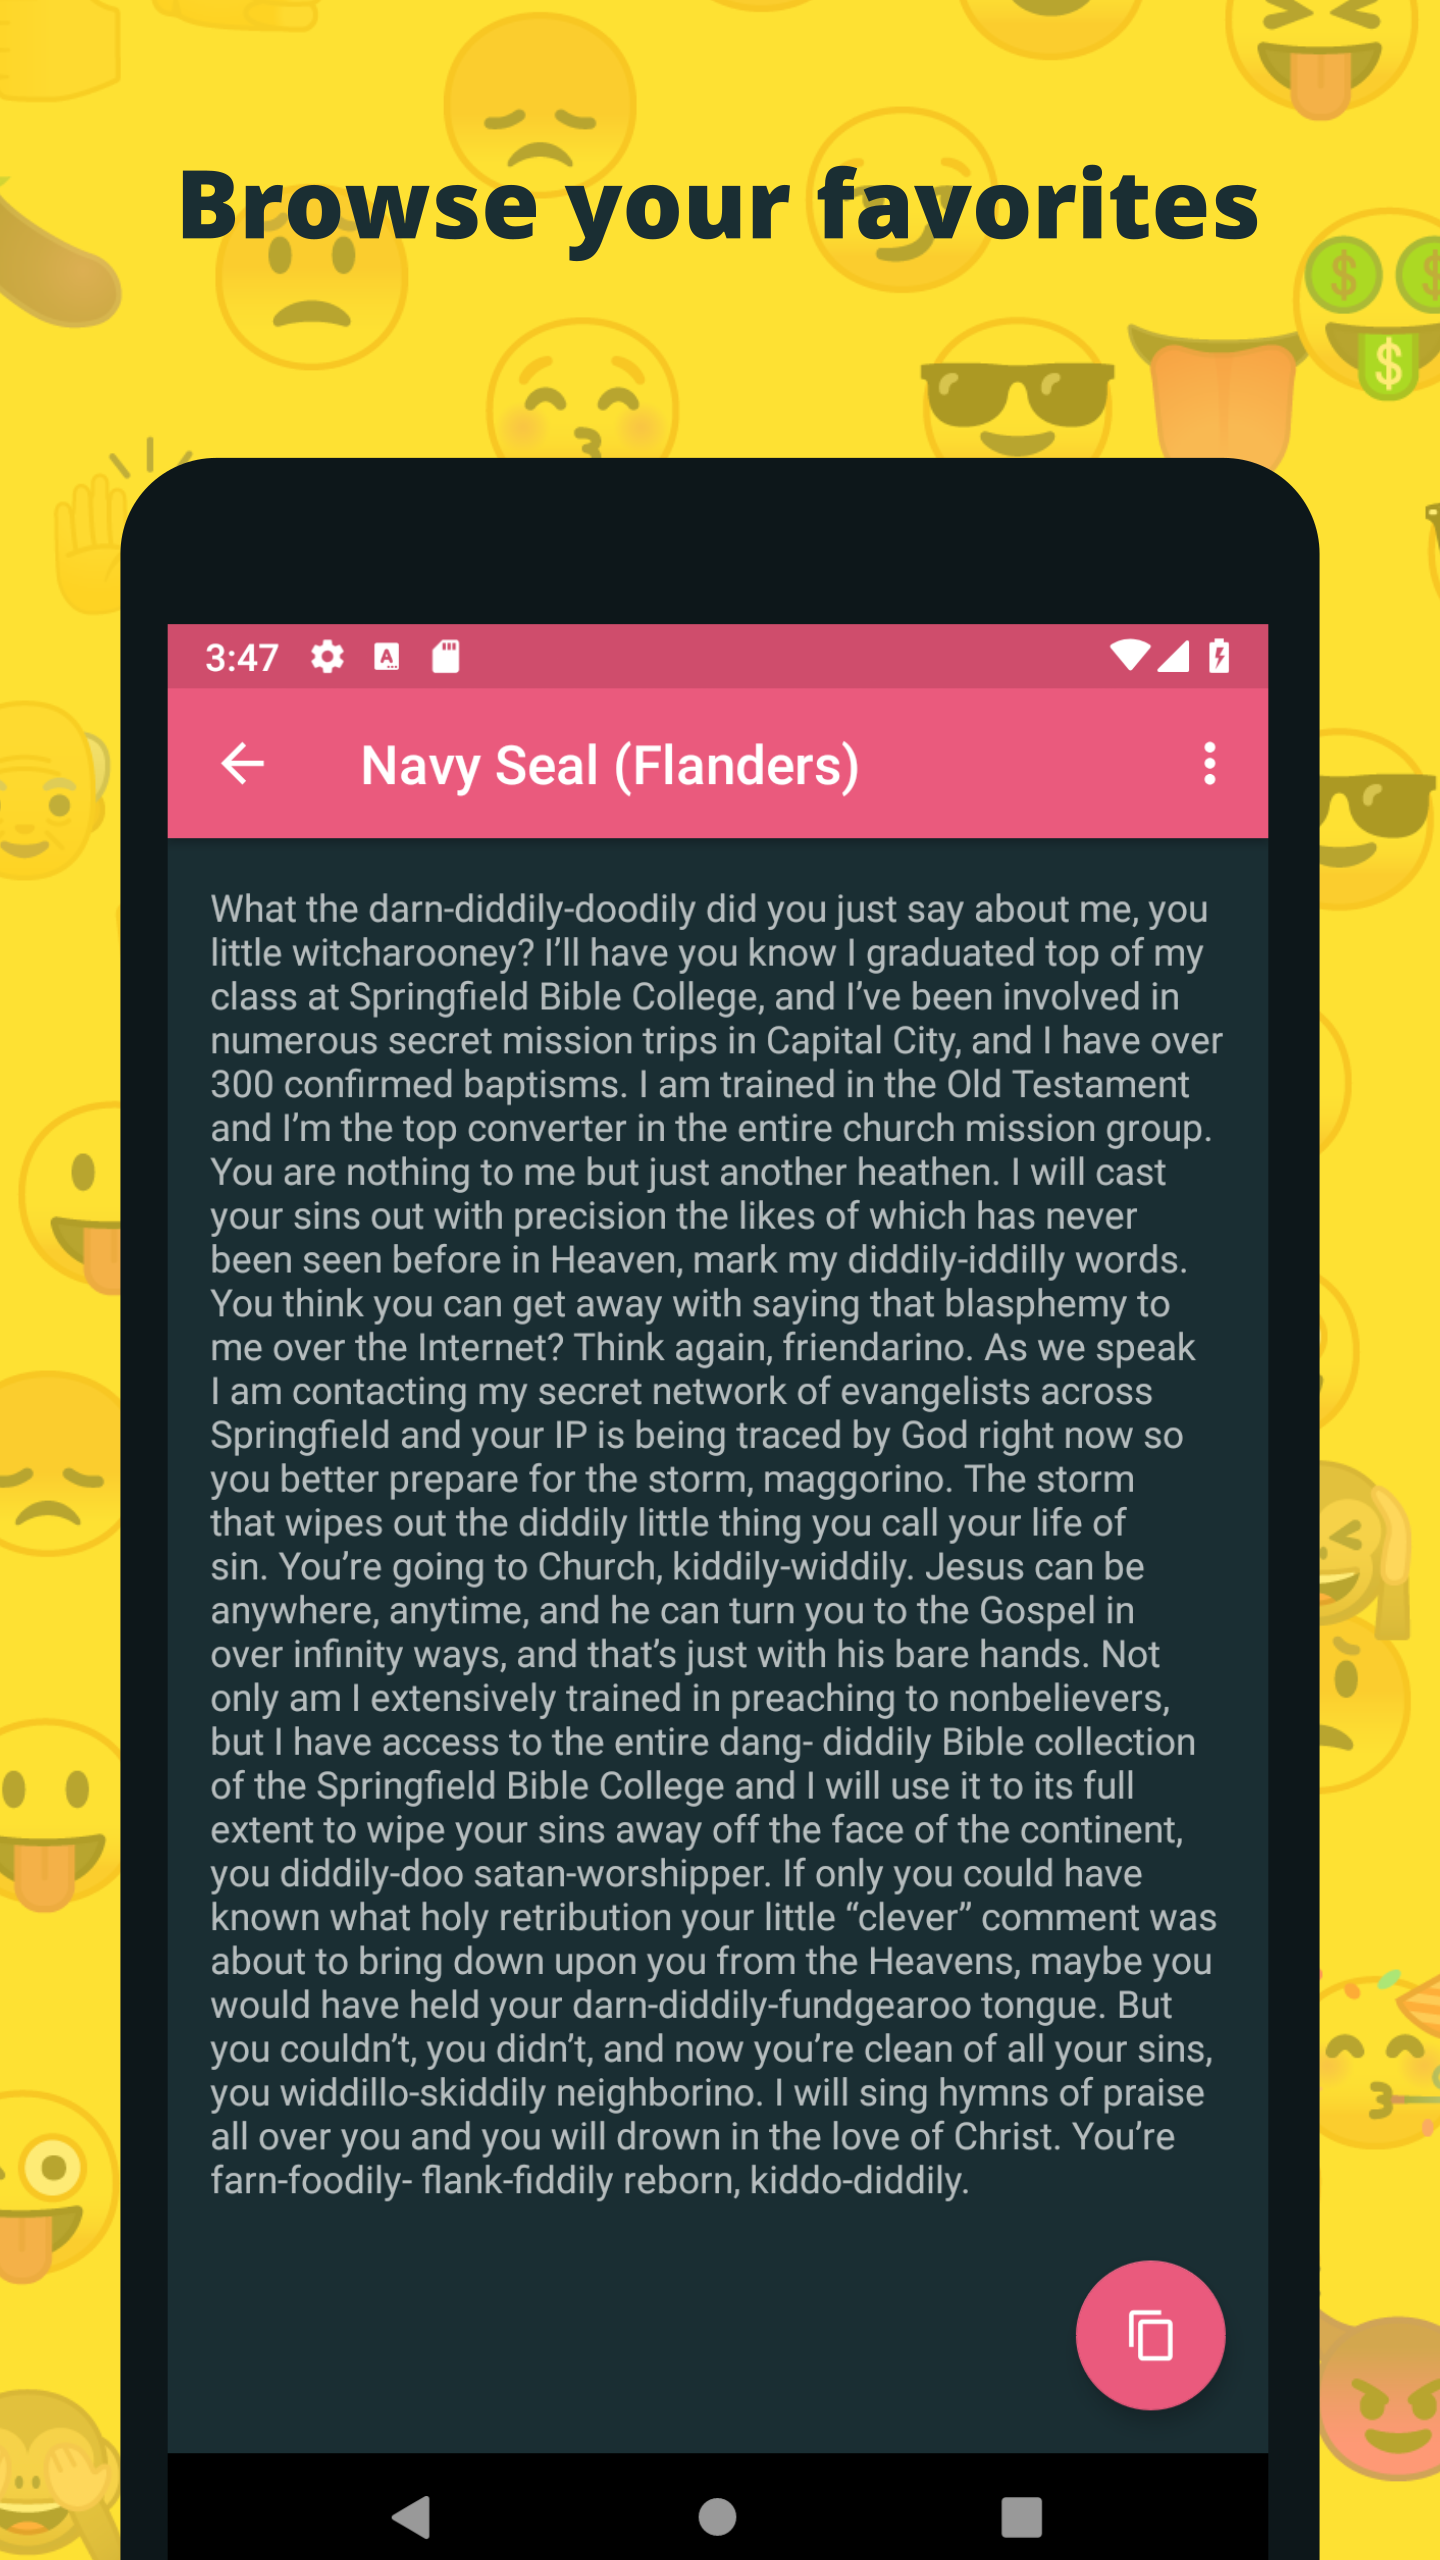 Browse your favorites
3:47
Navy Seal (Flanders)
What the darn-diddily-doodily did you just say about me, you
little witcharooney? I’ll have you know I graduated top of my
class at Springfield Bible College, and I’ve been involved in
numerous secret mission trips in Capital City, and I have over
300 confirmed baptisms. I am trained in the Old Testament
and I’m the top converter in the entire church mission group.
You are nothing to me but just another heathen. I will cast
your sins out with precision the likes of which has never
been seen before in Heaven, mark my diddily-iddilly words.
You think you can get away with saying that blasphemy to
me over the Internet? Think again, friendarino. As we speak
I am contacting my secret network of evangelists across
Springfield and your IP is being traced by God right now so
you better prepare for the storm, maggorino. The storm
that wipes out the diddily little thing you call your life of
sin. You’re going to Church, kiddily-widdily. Jesus can be
anywhere, anytime, and he can turn you to the Gospel in
over infinity ways, and that’s just with his bare hands. Not
only am I extensively trained in preaching to nonbelievers,
but I have access to the entire dang- diddily Bible collection
of the Springfield Bible College and I will use it to its full
extent to wipe your sins away off the face of the continent,
you diddily-doo satan-worshipper. If only you could have
known what holy retribution your little “clever” comment was
about to bring down upon you from the Heavens, maybe you
would have held your darn-diddily-fundgearoo tongue. But
you couldn’t, you didn’t, and now you’re clean of all your sins,
you widdillo-skiddily neighborino. I will sing hymns of praise
all over you and you will drown in the love of Christ. You’re
farn-foodily- flank-fiddily reborn, kiddo-diddily.